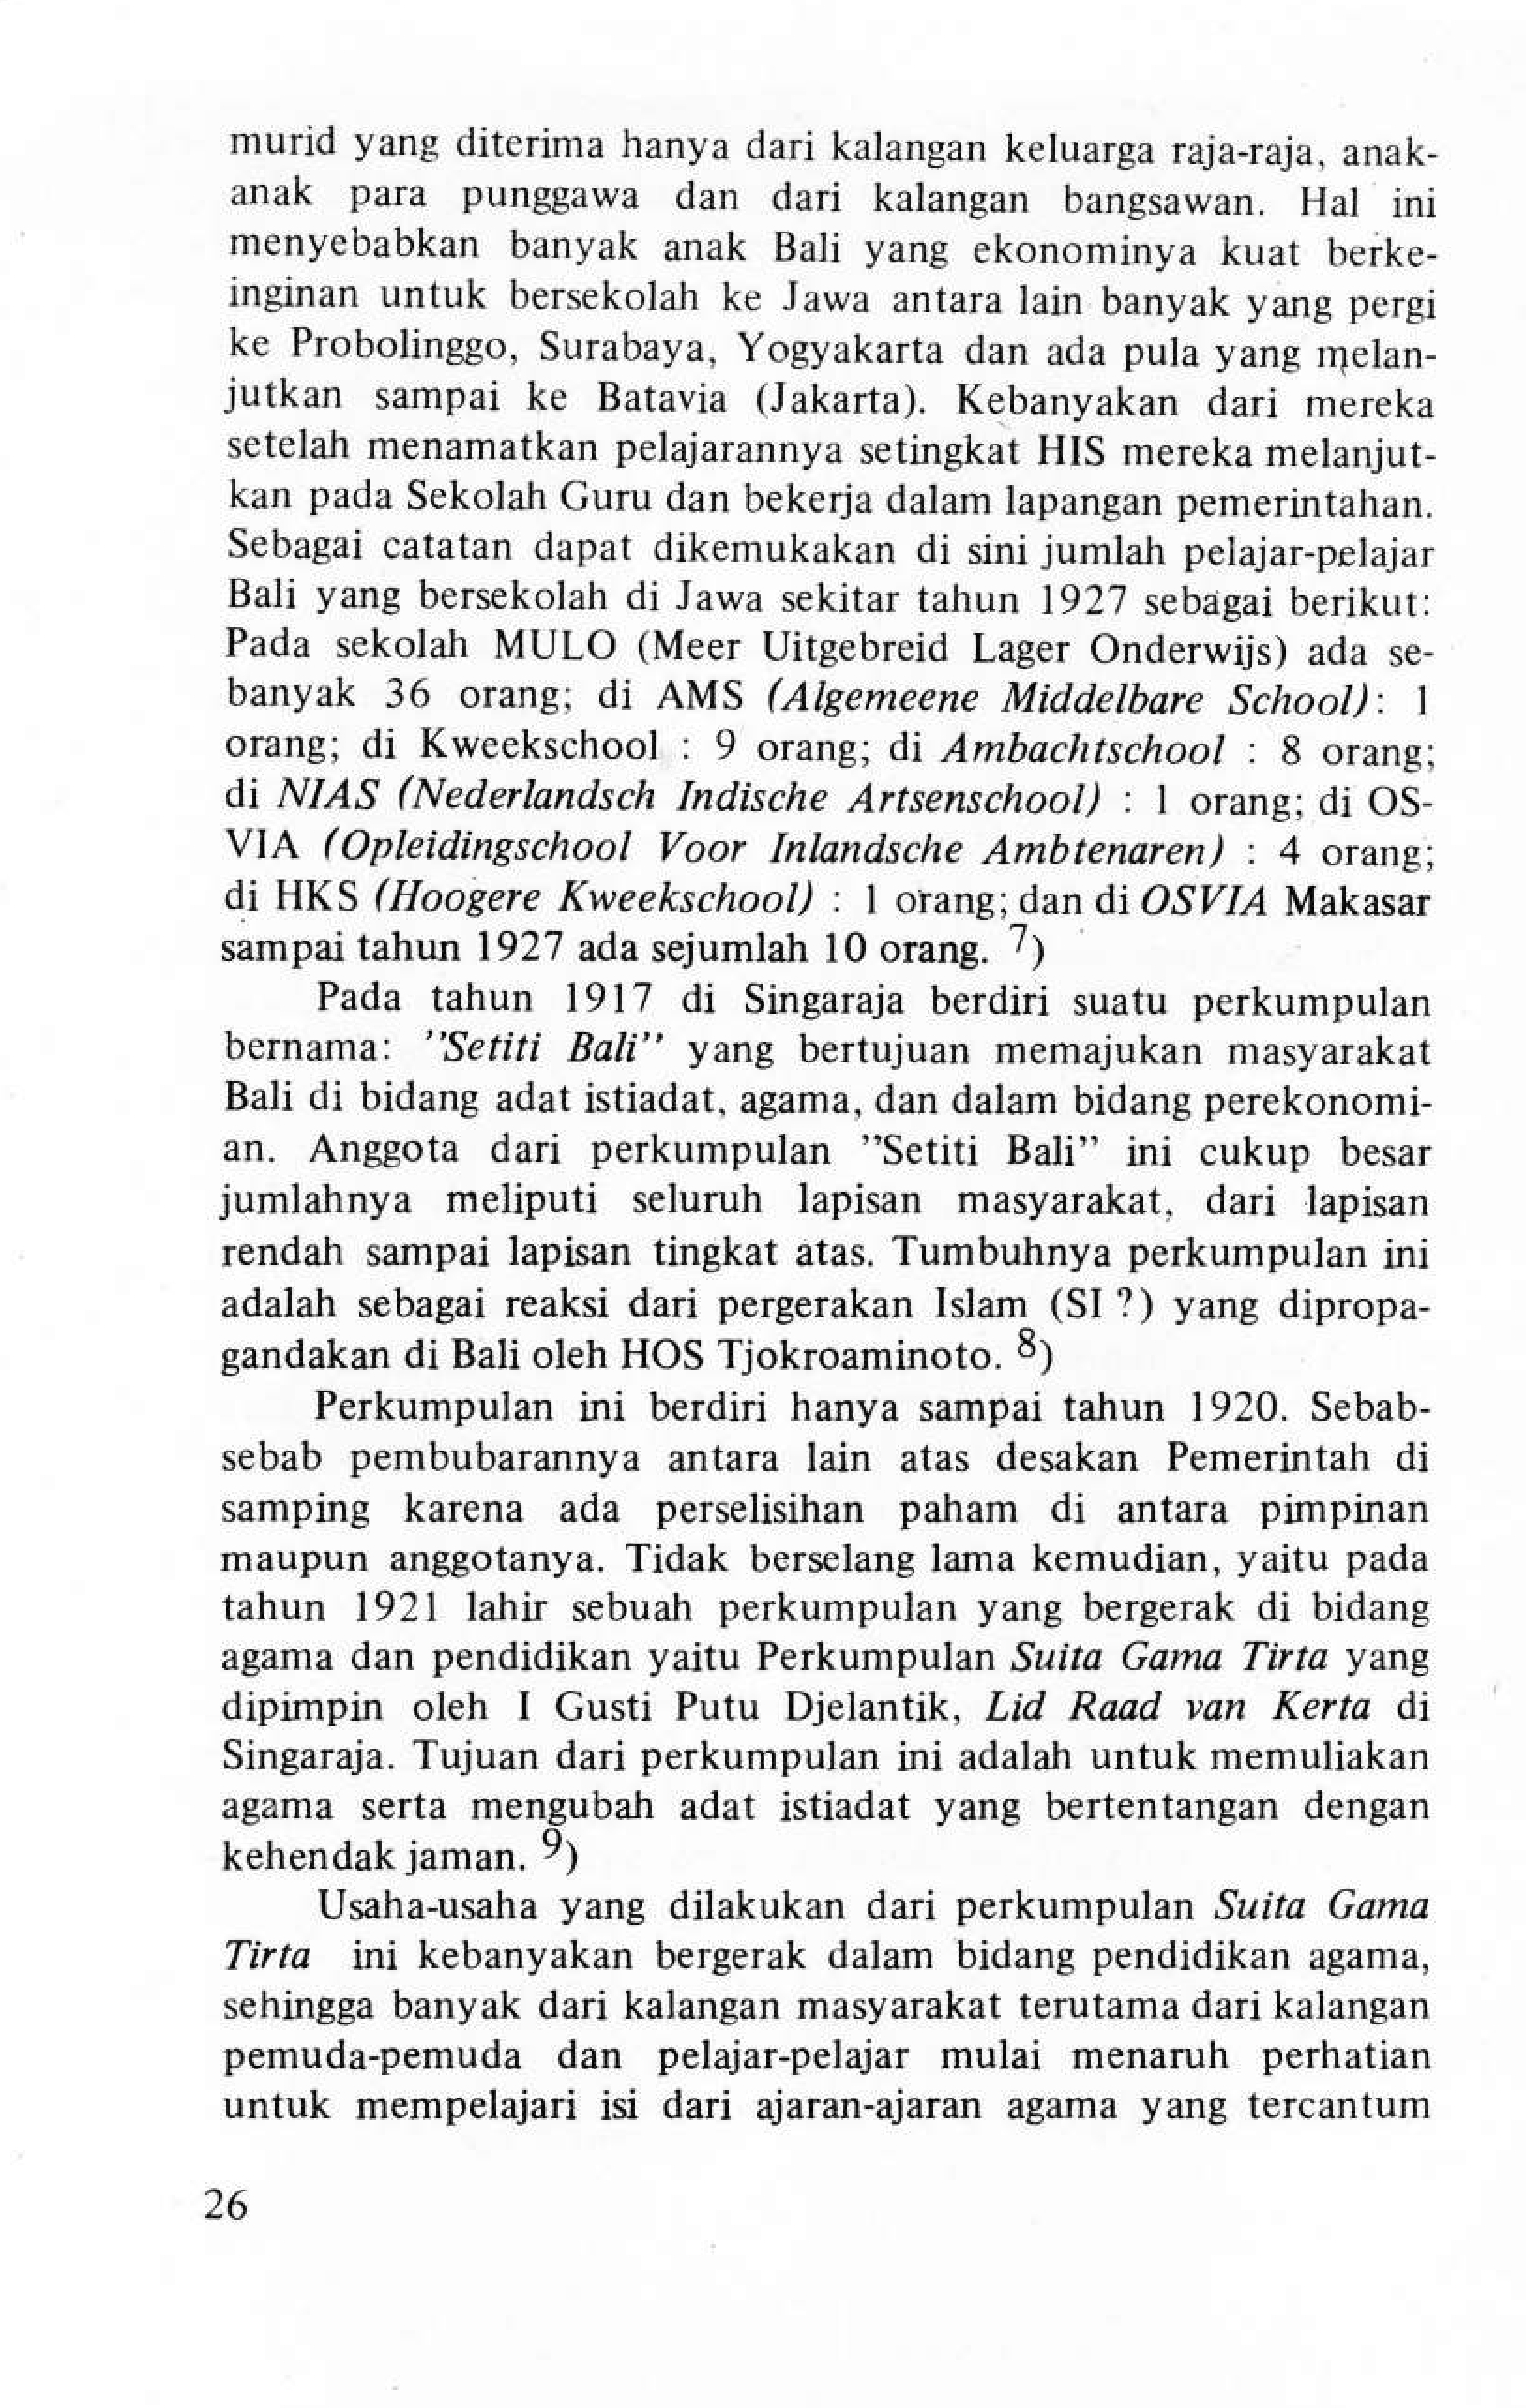 murid yang diterima hanya dari kalangan keluarga raja-raja, anak-
anak para punggawa dan dari kalangan bangsawan. Hal ini
menyebabkan banyak anak Bali yang ekonominya kuat berke-
inginan untuk bersekolah ke Jawa antara lain banyak yang pergi
ke Probolinggo, Surabaya, Yogyakarta dan ada pula yang melan-
jutkan sampai ke Batavia (Jakarta). Kebanyakan dari mereka
setelah menamatkan pelajarannya setingkat HIS mereka melanjut-
kan pada Sekolah Guru dan bekerja dalam lapangan pemerintahan.
Sebagai catatan dapat dikemukakan di sini jumlah pelajar-pelajar
Bali yang bersekolah di Jawa sekitar tahun 1927 sebagai berikut:
Pada sekolah MULO (Meer Uitgebreid Lager Onderwijs) ada se-
banyak 36 orang; di AMS (Algemeene Middelbare School): 1
orang; di Kweekschool : 9 orang; di Ambachtschool : 8 orang;
di NIAS (Nederlandsch Indische Artsenschool) : 1 orang; di OS-
VIA (Opleidingschool Voor Inlandsche Ambtenaren) : 4 orang;
di HKS (Hoogere Kweekschool) : 1 orang; dan di OSVIA Makasar
sampai tahun 1927 ada sejumlah 10 orang. 7)
Pada tahun 1917 di Singaraja berdiri suatu perkumpulan
bernama: ''Setiti Bali'' yang bertujuan memajukan masyarakat
Bali di bidang adat istiadat, agama, dan dalam bidang perekonomi-
an. Anggota dari perkumpulan ''Setiti Bali'' ini cukup besar
jumlahnya meliputi seluruh lapisan masyarakat, dari lapisan
rendah sampai lapisan tingkat atas. Tumbuhnya perkumpulan ini
adalah sebagai reaksi dari pergerakan Islam (SI ?) yang dipropa-
gandakan di Bali oleh HOS Tjokroaminoto. 8)
Perkumpulan ini berdiri hanya sampai tahun 1920. Sebab-
sebab pembubarannya antara lain atas desakan Pemerintah di
samping karena ada perselisihan paham di antara pimpinan
maupun anggotanya. Tidak berselang lama kemudian, yaitu pada
tahun 1921 lahir sebuah perkumpulan yang bergerak di bidang
agama dan pendidikan yaitu Perkumpulan Suita Gama Tirta yang
dipimpin oleh I Gusti Putu Djelantik, Lid Raad van Kerta di
Singaraja. Tujuan dari perkumpulan ini adalah untuk memuliakan
agama serta mengubah adat istiadat yang bertentangan dengan
kehendak jaman. 9)
Usaha-usaha yang dilakukan dari perkumpulan Suita Gama
Tirta ini kebanyakan bergerak dalam bidang pendidikan agama,
sehingga banyak dari kalangan masyarakat terutama dari kalangan
pemuda-pemuda dan pelajar-pelajar mulai menaruh perhatian
untuk mempelajari isi dari ajaran-ajaran agama yang tercantum
26